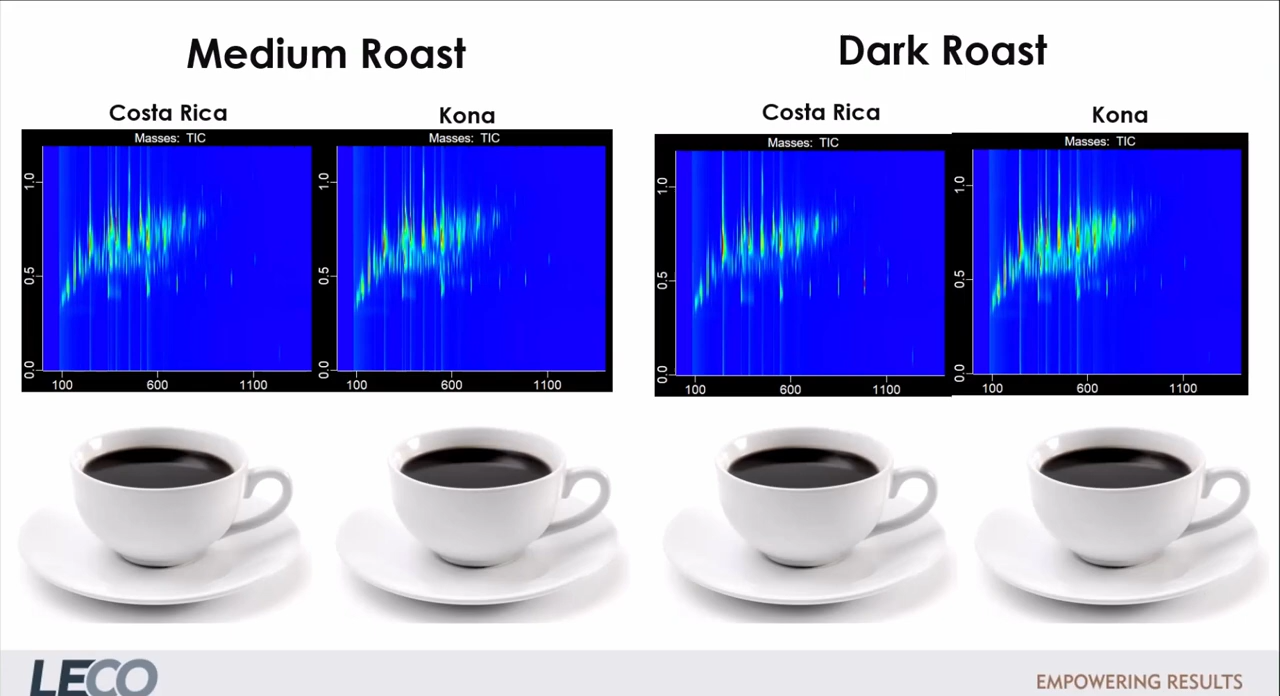 Medium Roast
Dark Roast
Costa Rica
Kona
Costa Rica
Kona
Masses: TIC
Masses: TIC
Masses: TIC
Masses: TIC
1.0
0.5
0.0
100 600 1100
1.0
0.5
0.0
100 600 1100
1.0
0.5
0.0
100 600 1100
1.0
0.5
0.0
100 600 1100
LECO
EMPOWERING RESULTS